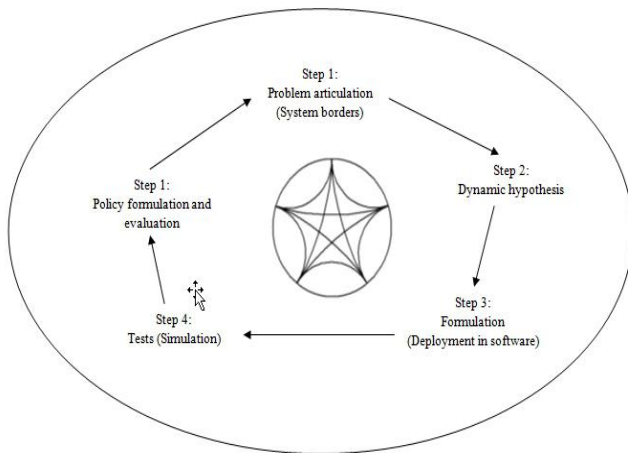 Step 1:
Problem articulation
(System borders)
Step 2:
Dynamic hypothesis
Step 3:
Formulation
(Deployment in software)
Step 4:
Tests (Simulation)
Step 1:
Policy formulation and
evaluation